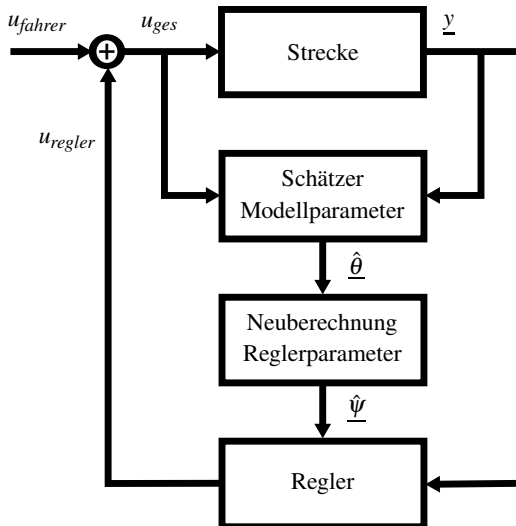 u_fahrer
u_ges
y
+
Strecke
u_regler
Schätzer
Modellparameter
θ̂
Neuberechnung
Reglerparameter
ψ̂
Regler